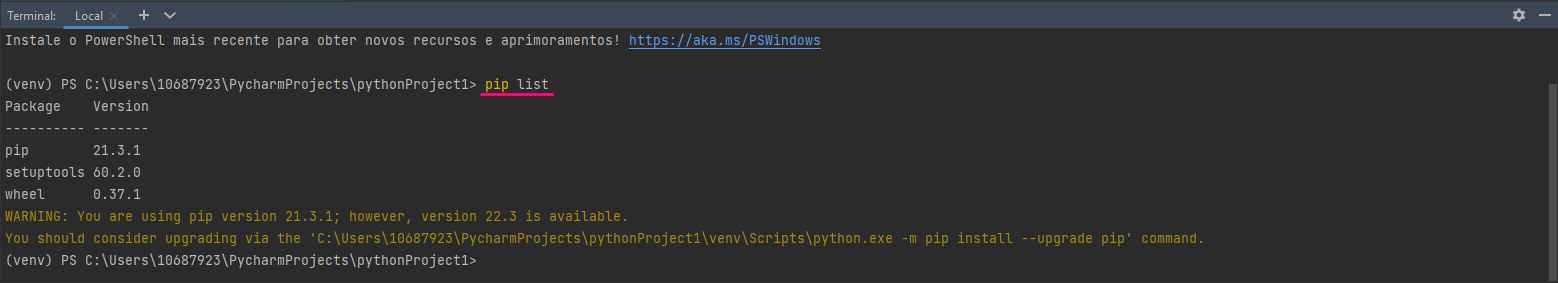 Terminal: Local × + 
Instale o PowerShell mais recente para obter novos recursos e aprimoramentos! https://aka.ms/PSWindows
(venv) PS C:\Users\10687923\PycharmProjects\pythonProject1> pip list
Package    Version
---------- -------
pip        21.3.1
setuptools 60.2.0
wheel      0.37.1
WARNING: You are using pip version 21.3.1; however, version 22.3 is available.
You should consider upgrading via the 'C:\Users\10687923\PycharmProjects\pythonProject1\venv\Scripts\python.exe -m pip install --upgrade pip' command.
(venv) PS C:\Users\10687923\PycharmProjects\pythonProject1>